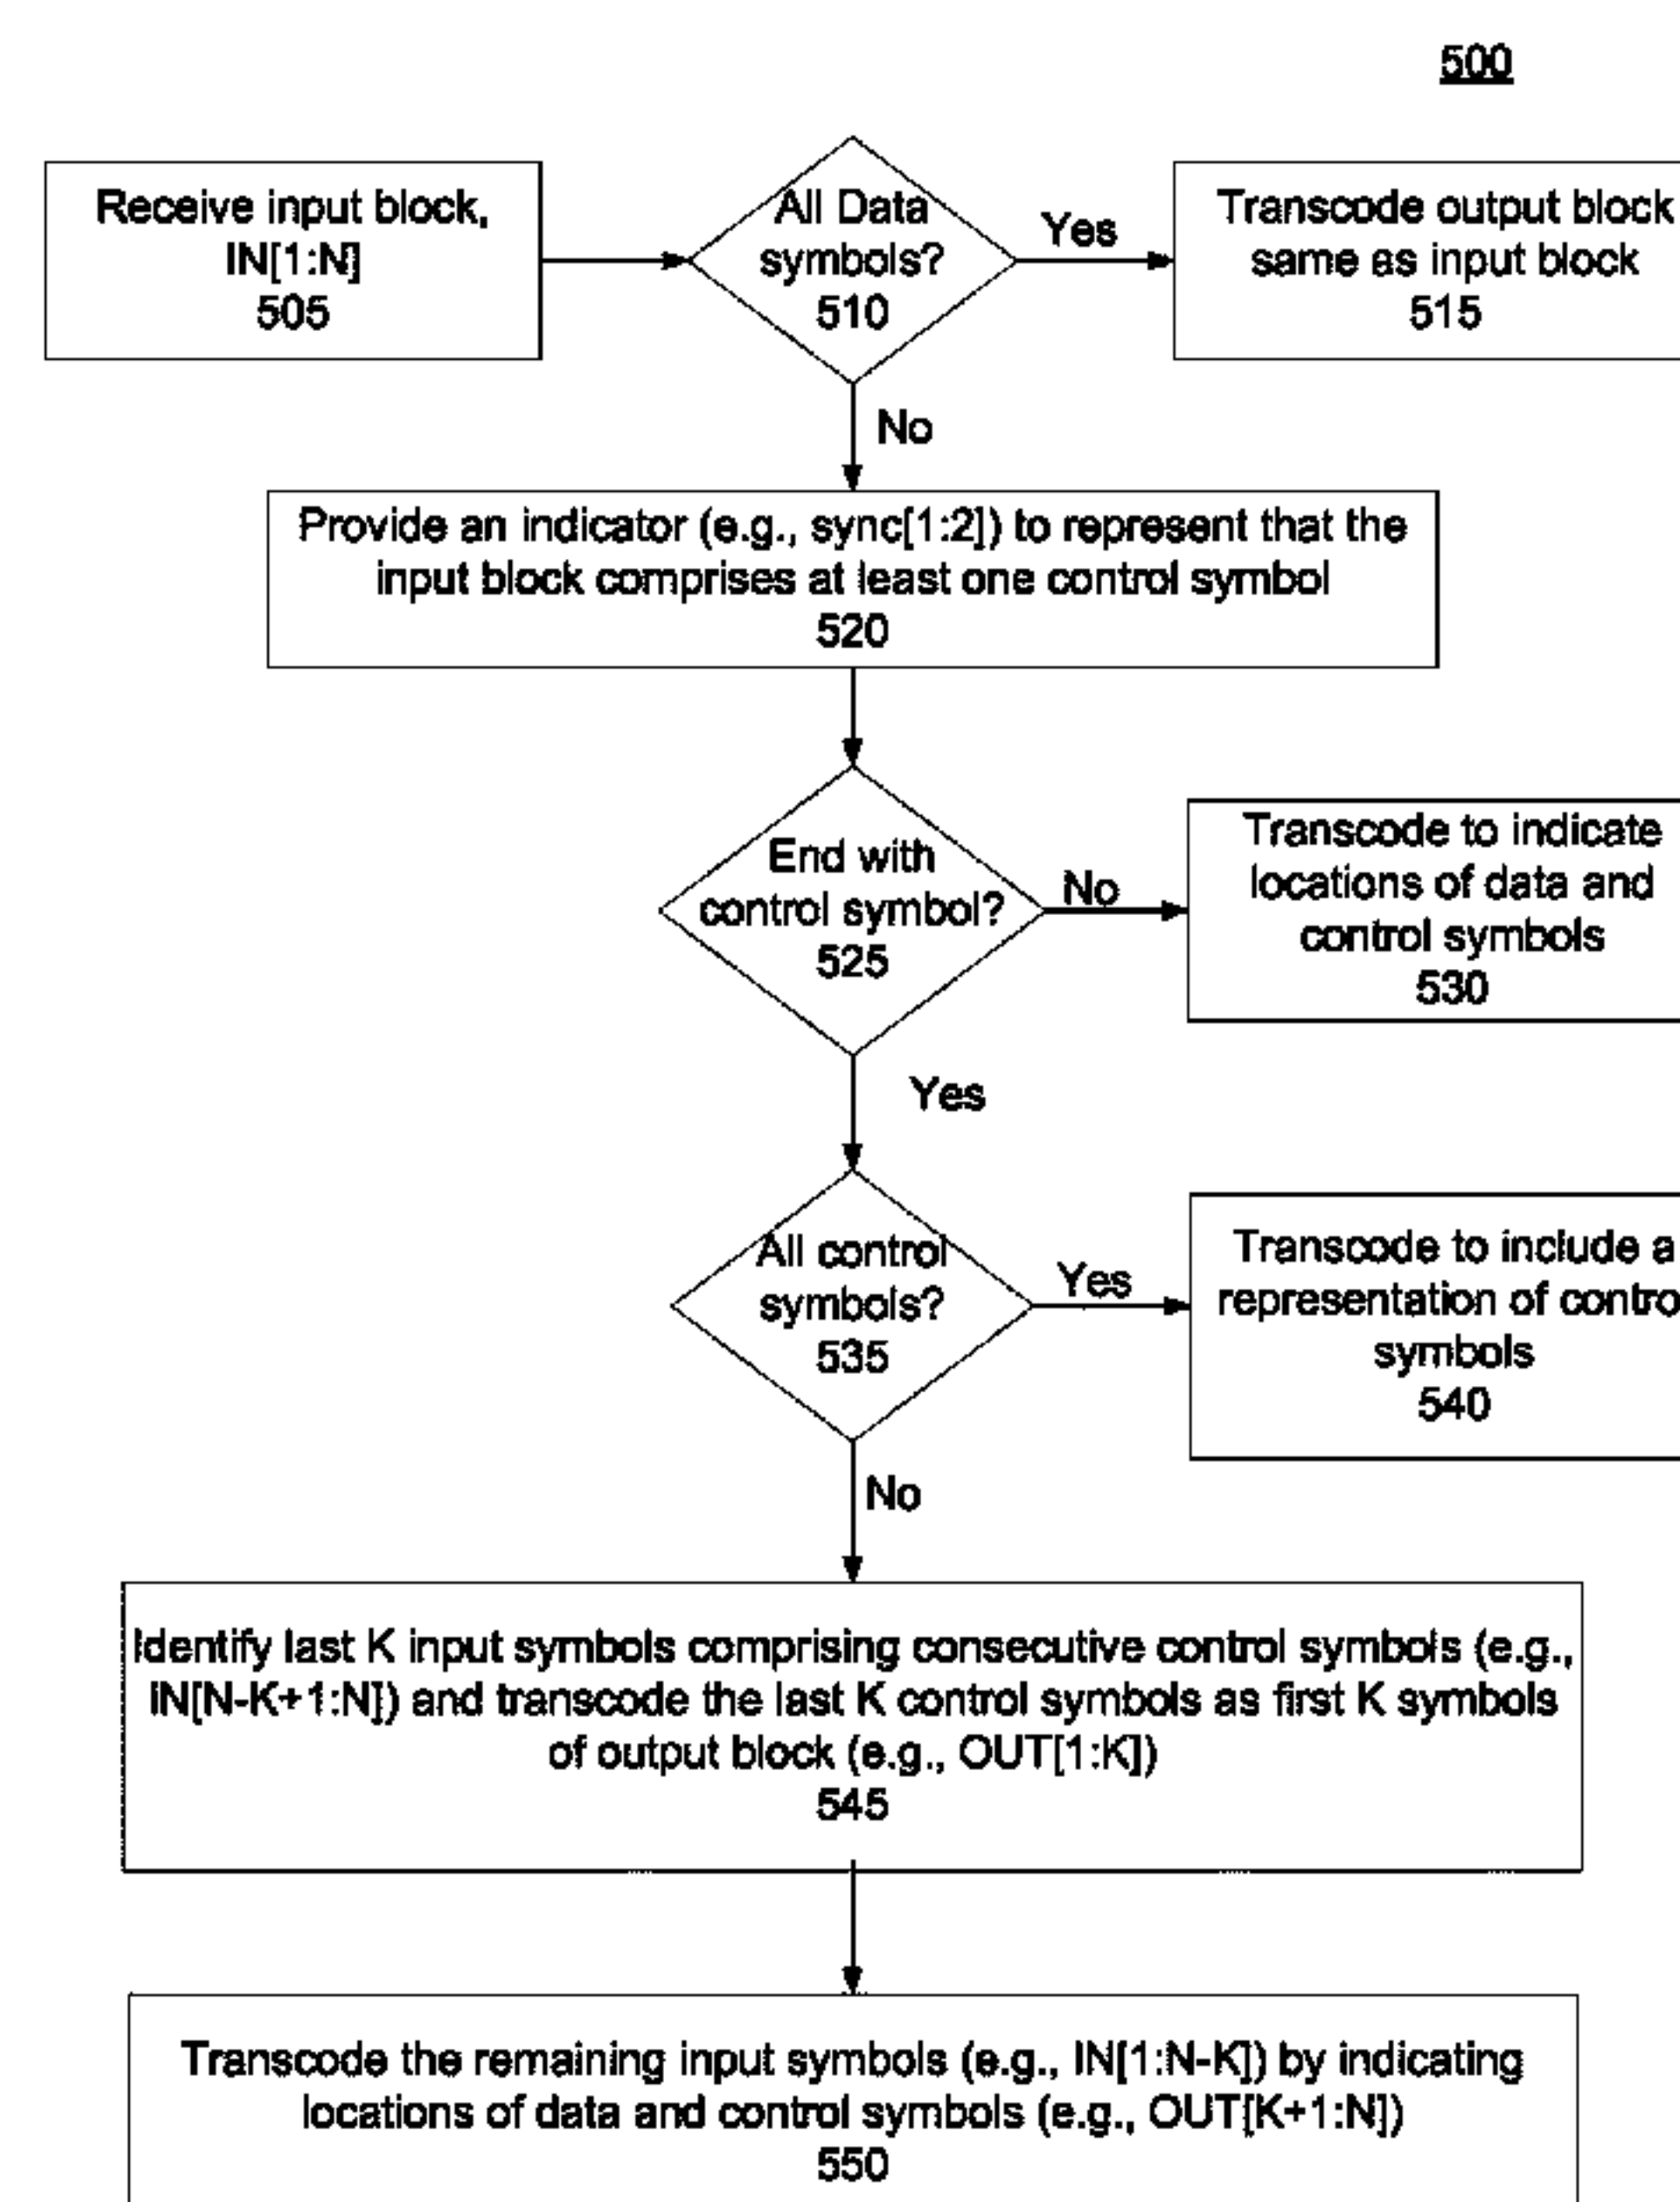 500
Receive input block,
IN[1:N]
505
All Data
symbols?
510
Yes
Transcode output block
same as input block
515
No
Provide an indicator (e.g., sync[1:2]) to represent that the
input block comprises at least one control symbol
520
End with
control symbol?
525
No
Transcode to indicate
locations of data and
control symbols
530
Yes
All control
symbols?
535
Yes
Transcode to include a
representation of contro
symbols
540
No
Identify last K input symbols comprising consecutive control symbols (e.g.,
IN[N-K+1:N]) and transcode the last K control symbols as first K symbols
of output block (e.g., OUT[1:K])
545
Transcode the remaining input symbols (e.g., IN[1:N-K]) by indicating
locations of data and control symbols (e.g., OUT[K+1:N])
550